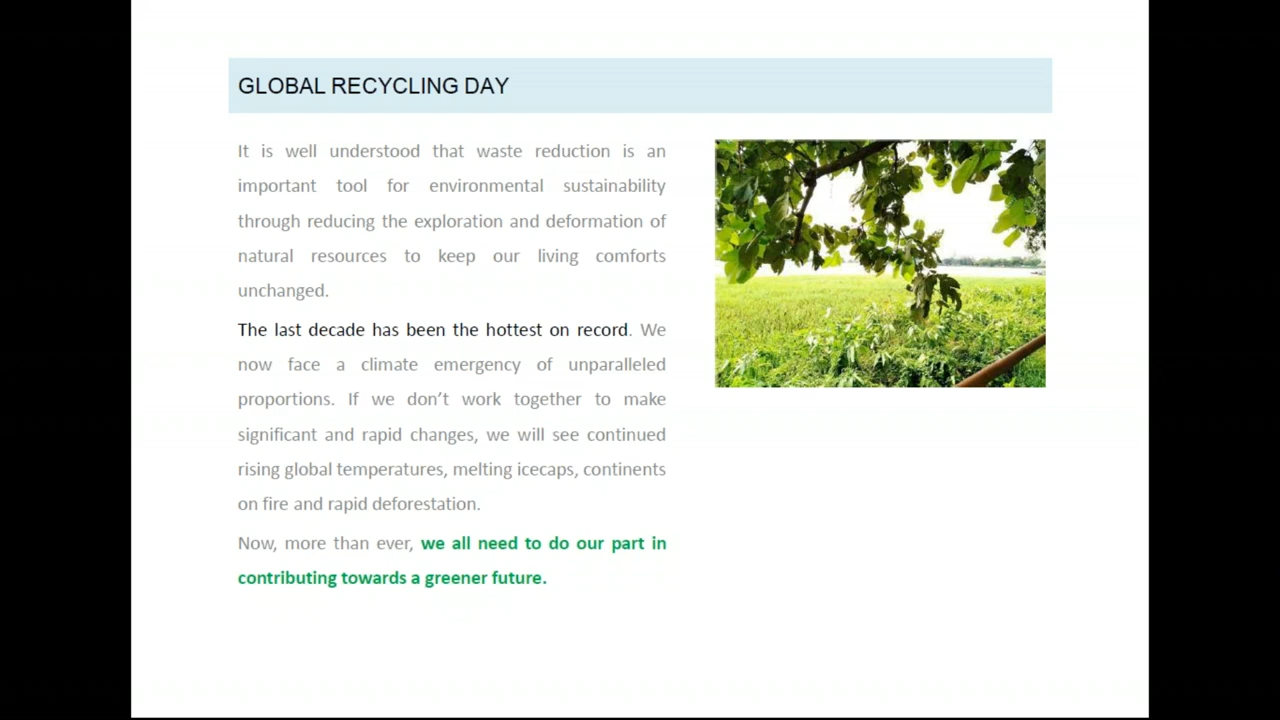 GLOBAL RECYCLING DAY
It is well understood that waste reduction is an
important tool for environmental sustainability
through reducing the exploration and deformation of
natural resources to keep our living comforts
unchanged.
The last decade has been the hottest on record. We
now face a climate emergency of unparalleled
proportions. If we don’t work together to make
significant and rapid changes, we will see continued
rising global temperatures, melting icecaps, continents
on fire and rapid deforestation.
Now, more than ever, we all need to do our part in
contributing towards a greener future.